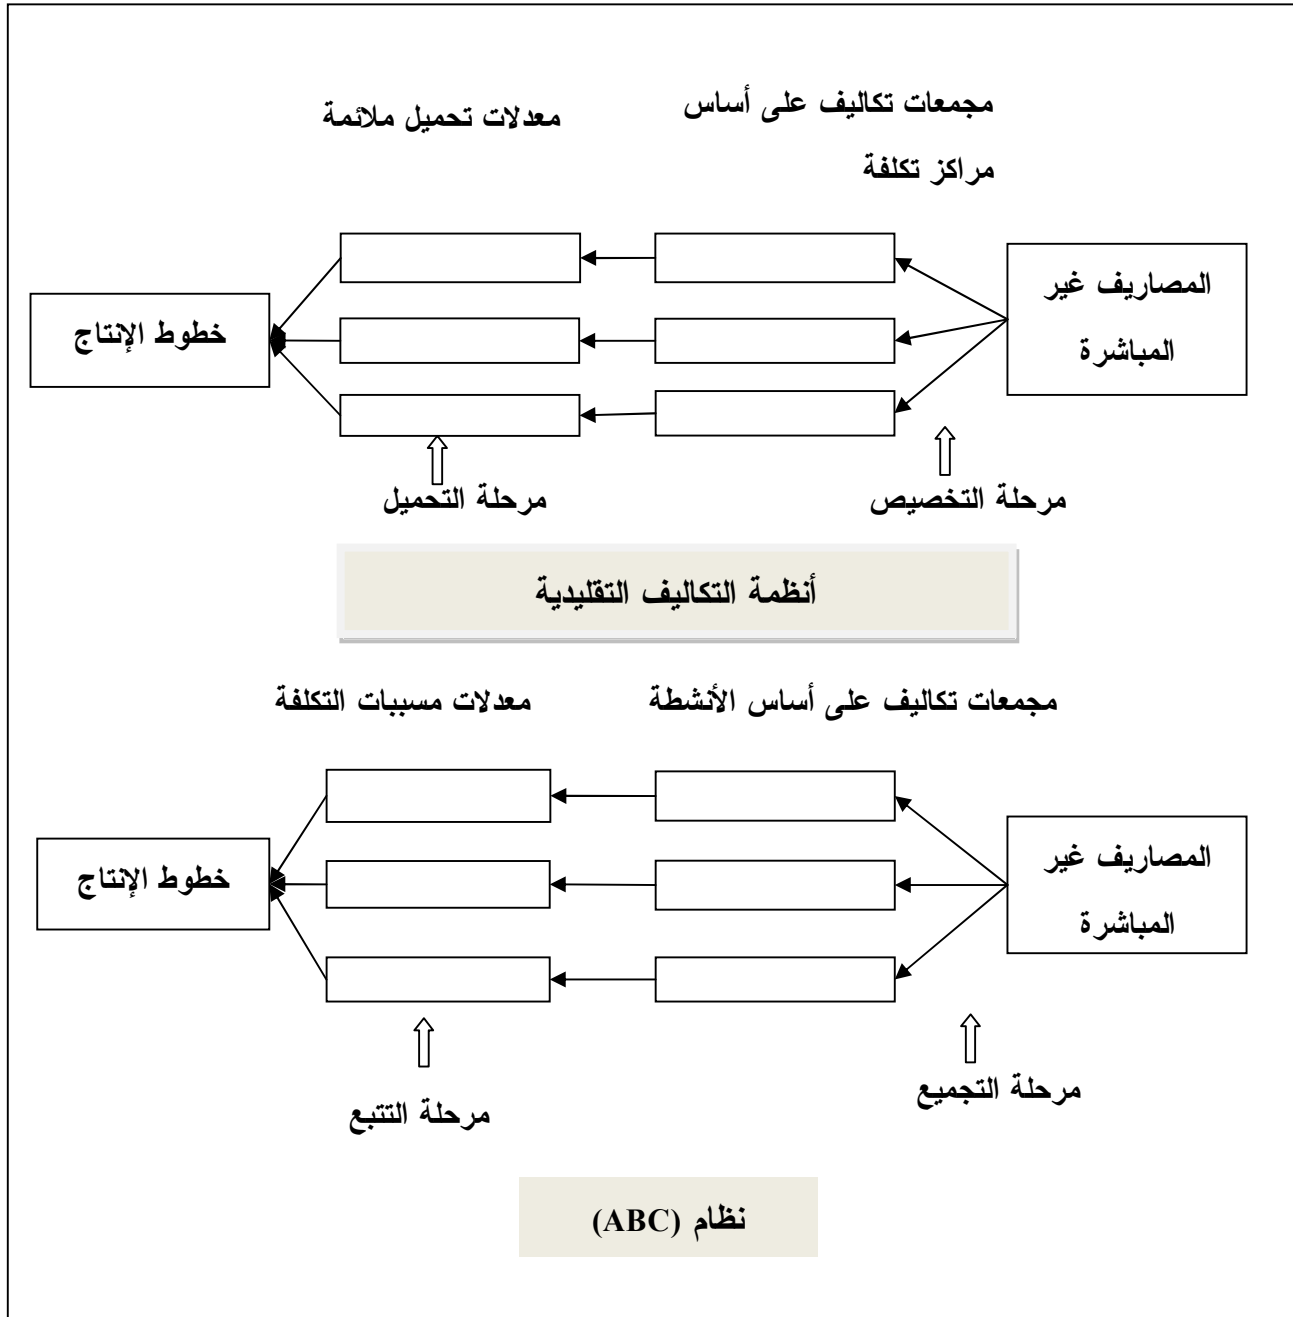 مجمعات تكاليف على أساس
مراكز تكلفة
معدلات تحميل ملائمة
المصاريف غير
المباشرة
خطوط الإنتاج
مرحلة التخصيص
مرحلة التحميل
أنظمة التكاليف التقليدية
مجمعات تكاليف على أساس الأنشطة
معدلات مسببات التكلفة
المصاريف غير
المباشرة
خطوط الإنتاج
مرحلة التجميع
مرحلة التتبع
نظام (ABC)